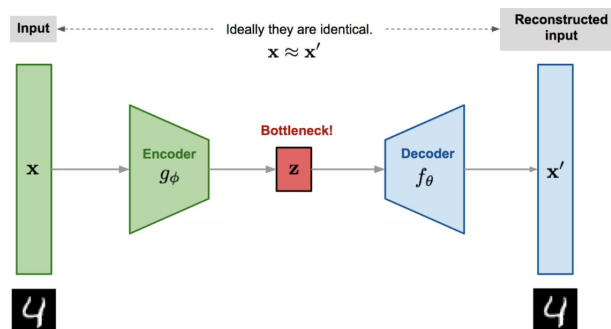 Input
Ideally they are identical.
x ≈ x′
Reconstructed
input
Bottleneck!
x
Encoder
gϕ
z
Decoder
fθ
x′
4
4